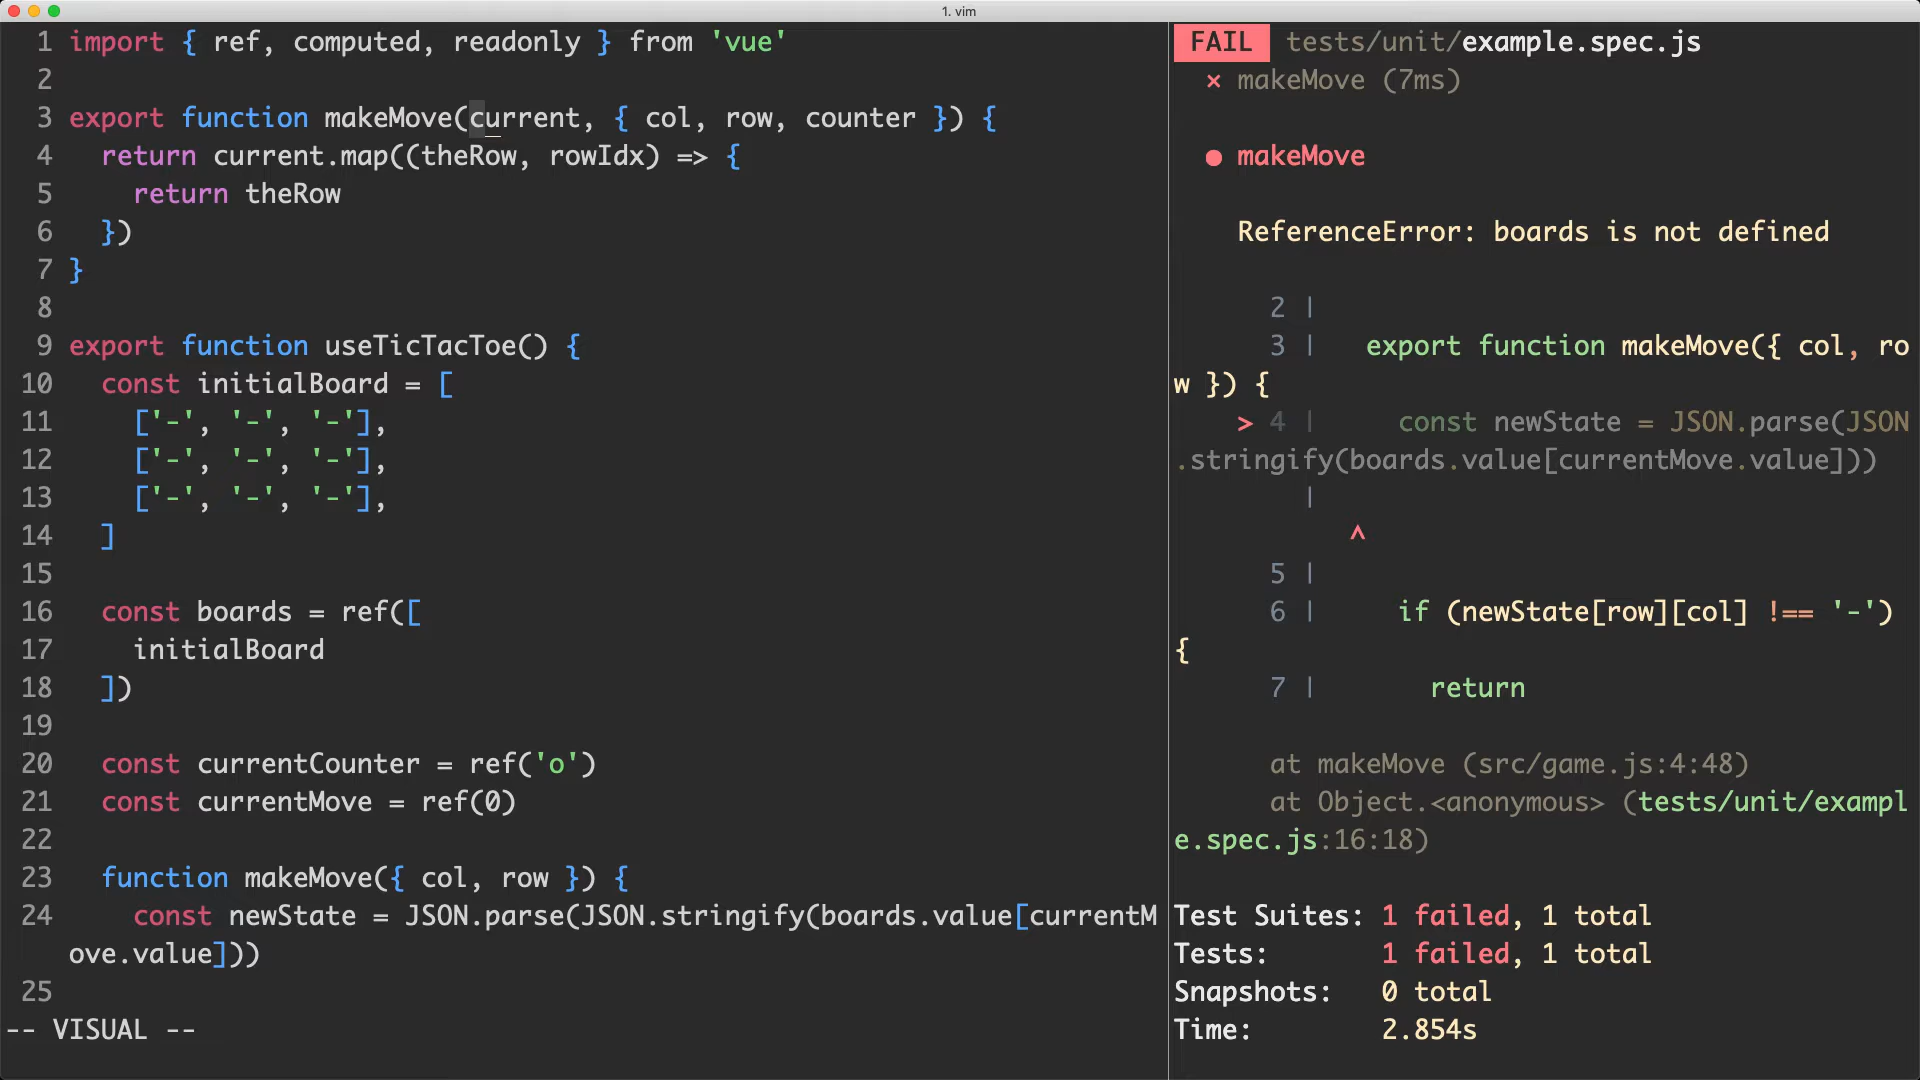 1. vim
1 import { ref, computed, readonly } from 'vue'
2
3 export function makeMove(current, { col, row, counter }) {
4   return current.map((theRow, rowIdx) => {
5     return theRow
6   })
7 }
8
9 export function useTicTacToe() {
10   const initialBoard = [
11     ['-', '-', '-'],
12     ['-', '-', '-'],
13     ['-', '-', '-'],
14   ]
15
16   const boards = ref([
17     initialBoard
18   ])
19
20   const currentCounter = ref('o')
21   const currentMove = ref(0)
22
23   function makeMove({ col, row }) {
24     const newState = JSON.parse(JSON.stringify(boards.value[currentM
ove.value]))
25
-- VISUAL --
FAIL tests/unit/example.spec.js
× makeMove (7ms)
● makeMove
ReferenceError: boards is not defined
2 |
3 |   export function makeMove({ col, ro
w }) {
> 4 |     const newState = JSON.parse(JSON
.stringify(boards.value[currentMove.value]))
|
^
5 |
6 |     if (newState[row][col] !== '-')
{
7 |       return
at makeMove (src/game.js:4:48)
at Object.<anonymous> (tests/unit/exampl
e.spec.js:16:18)
Test Suites: 1 failed, 1 total
Tests:       1 failed, 1 total
Snapshots:   0 total
Time:        2.854s